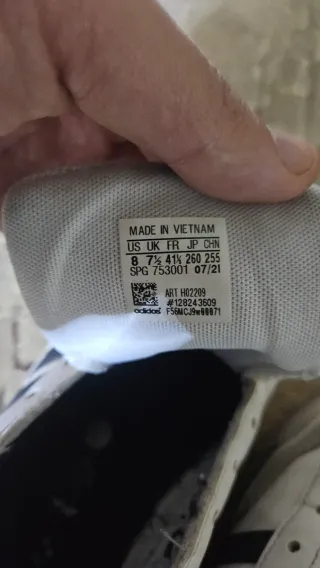 MADE IN VIETNAM
US UK FR JP CHN
8 7½ 41⅓ 260 255
SPG 753001 07/21
ART H02209
#128243609
adidas F56MCJ9w00071